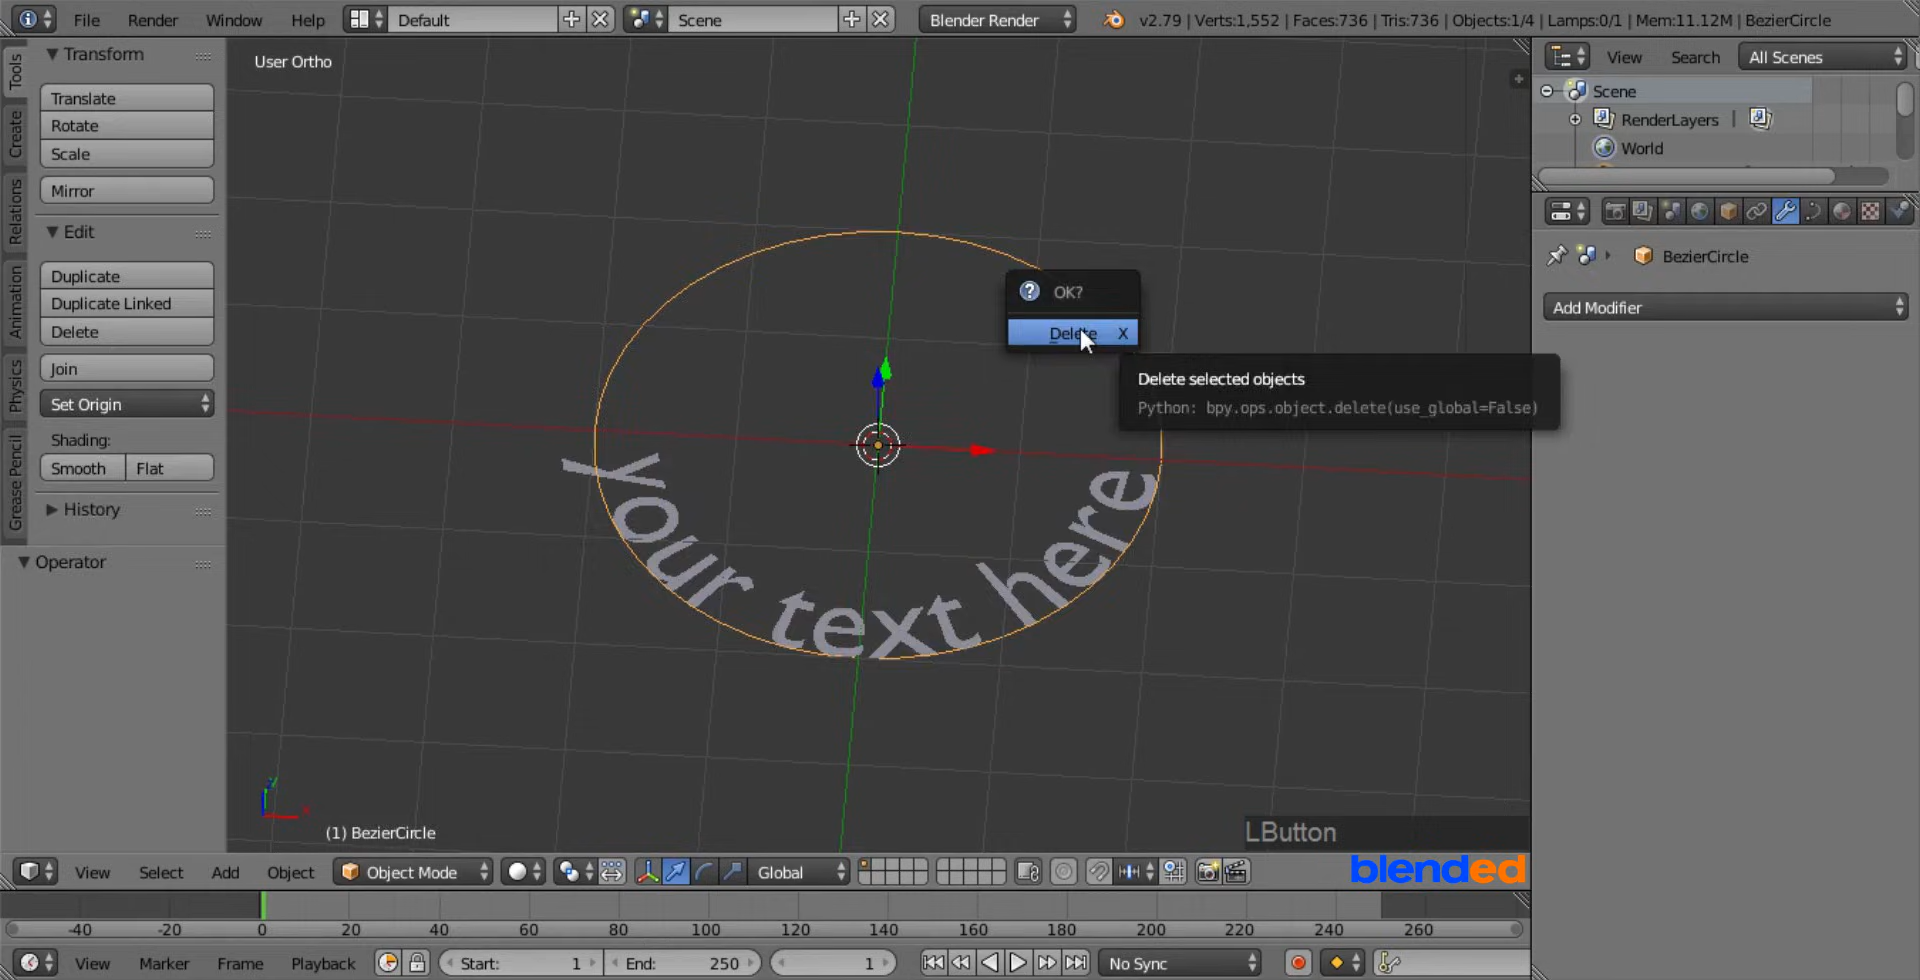 File Render Window Help Default Scene Blender Render v2.79 | Verts:1,552 | Faces:736 | Tris:736 | Objects:1/4 | Lamps:0/1 | Mem:11.12M | BezierCircle
Tools
Create
Relations
Animation
Physics
Grease Pencil
Transform
Translate
Rotate
Scale
Mirror
Edit
Duplicate
Duplicate Linked
Delete
Join
Set Origin
Shading:
Smooth Flat
History
Operator
User Ortho
OK?
Delete X
Delete selected objects
Python: bpy.ops.object.delete(use_global=False)
your text here
(1) BezierCircle
LButton
blended
View Search All Scenes
Scene
RenderLayers
World
BezierCircle
Add Modifier
View Select Add Object Object Mode Global
-40 -20 0 20 40 60 80 100 120 140 160 180 200 220 240 260
View Marker Frame Playback Start: 1 End: 250 1 No Sync